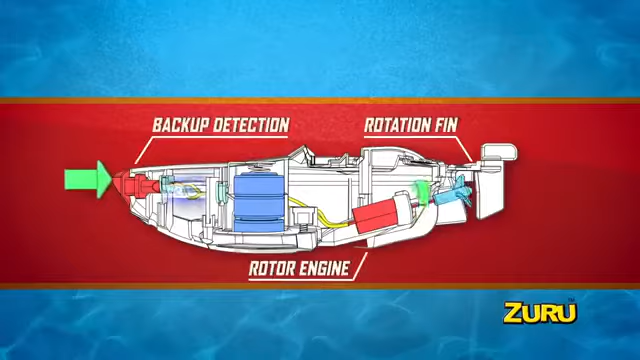 BACKUP DETECTION
ROTATION FIN
ROTOR ENGINE
ZURU